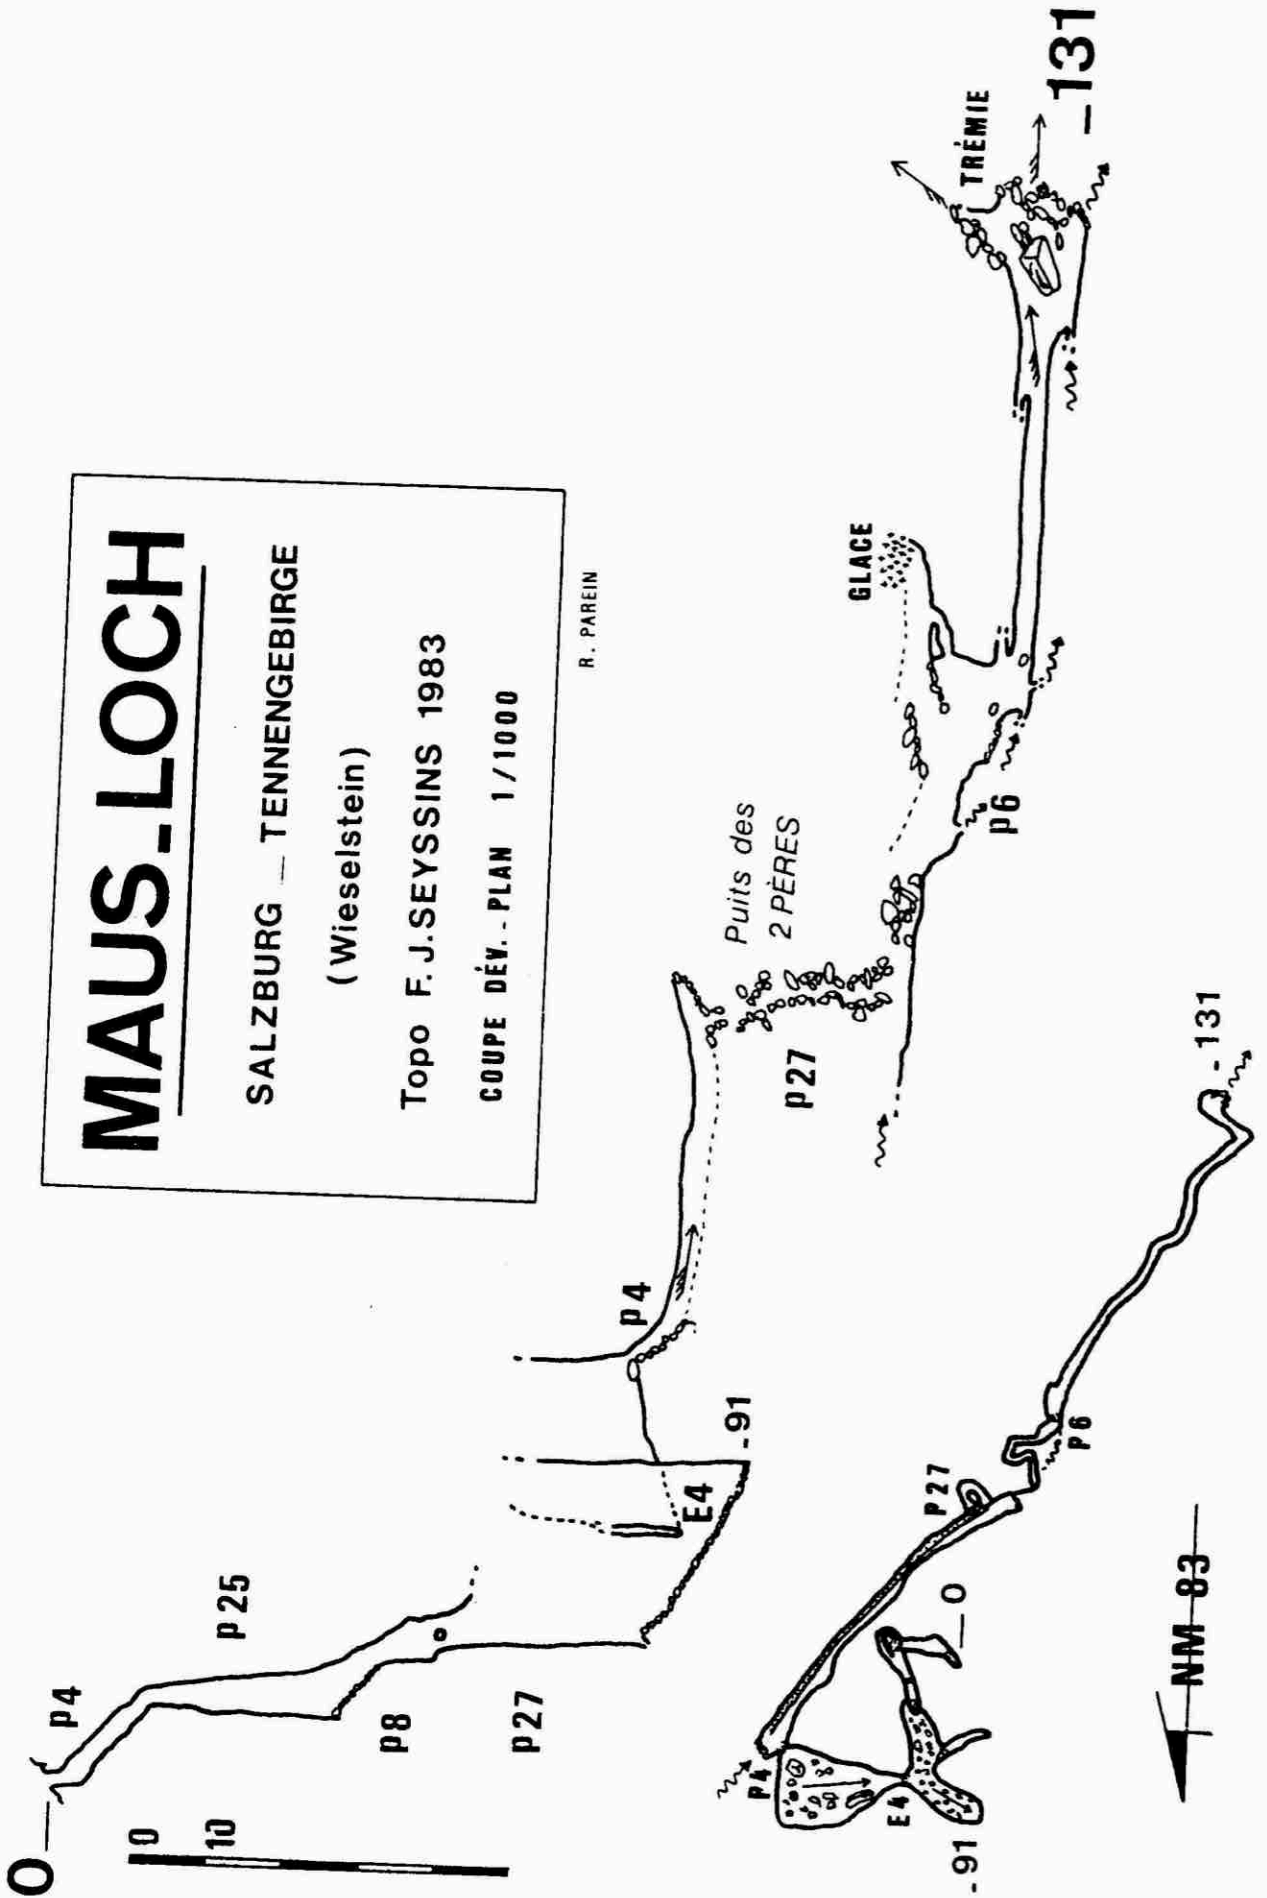 MAUS_LOCH
SALZBURG _ TENNENGEBIRGE
(Wieselstein)
Topo F.J.SEYSSINS 1983
COUPE DÉV.-PLAN 1/1000
R. PAREIN
0
P4
P25
P8
P27
0
10
E4
-91
P4
Puits des
2 PÈRES
P27
P6
GLACE
TRÉMIE
-131
P4
E4
-91
0
P27
P6
-131
NM 83